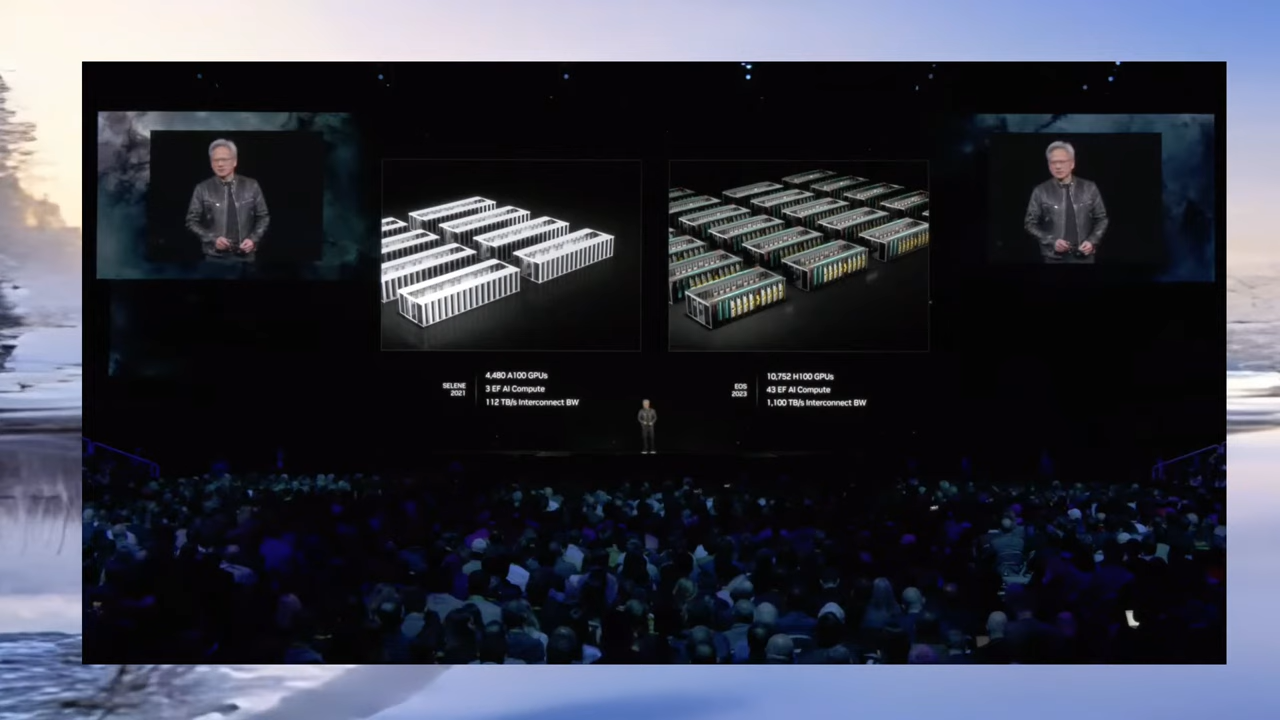 SELENE
2021
4,480 A100 GPUs
3 EF AI Compute
112 TB/s Interconnect BW
EOS
2023
10,752 H100 GPUs
43 EF AI Compute
1,100 TB/s Interconnect BW